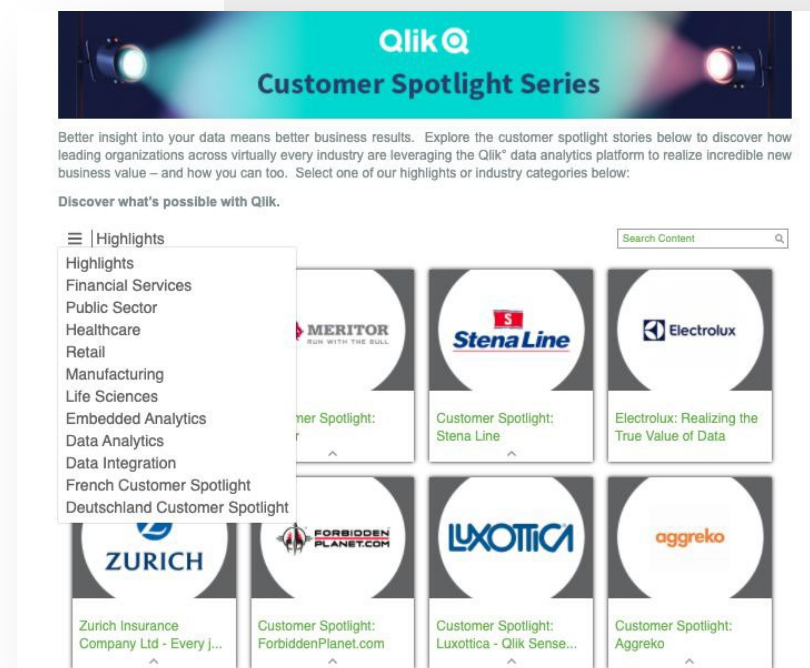 Qlik
Customer Spotlight Series
Better insight into your data means better business results. Explore the customer spotlight stories below to discover how
leading organizations across virtually every industry are leveraging the Qlik® data analytics platform to realize incredible new
business value – and how you can too. Select one of our highlights or industry categories below:
Discover what's possible with Qlik.
Highlights
Search Content
Highlights
Financial Services
Public Sector
Healthcare
Retail
Manufacturing
Life Sciences
Embedded Analytics
Data Analytics
Data Integration
French Customer Spotlight
Deutschland Customer Spotlight
MERITOR
RUN WITH THE BULL
S
Stena Line
Electrolux
Spotlight:
Customer Spotlight:
Stena Line
Electrolux: Realizing the
True Value of Data
ZURICH
FORBIDDEN
PLANET.COM
LUXOTTICA
aggreko
Zurich Insurance
Company Ltd - Every j...
Customer Spotlight:
ForbiddenPlanet.com
Customer Spotlight:
Luxottica - Qlik Sense...
Customer Spotlight:
Aggreko